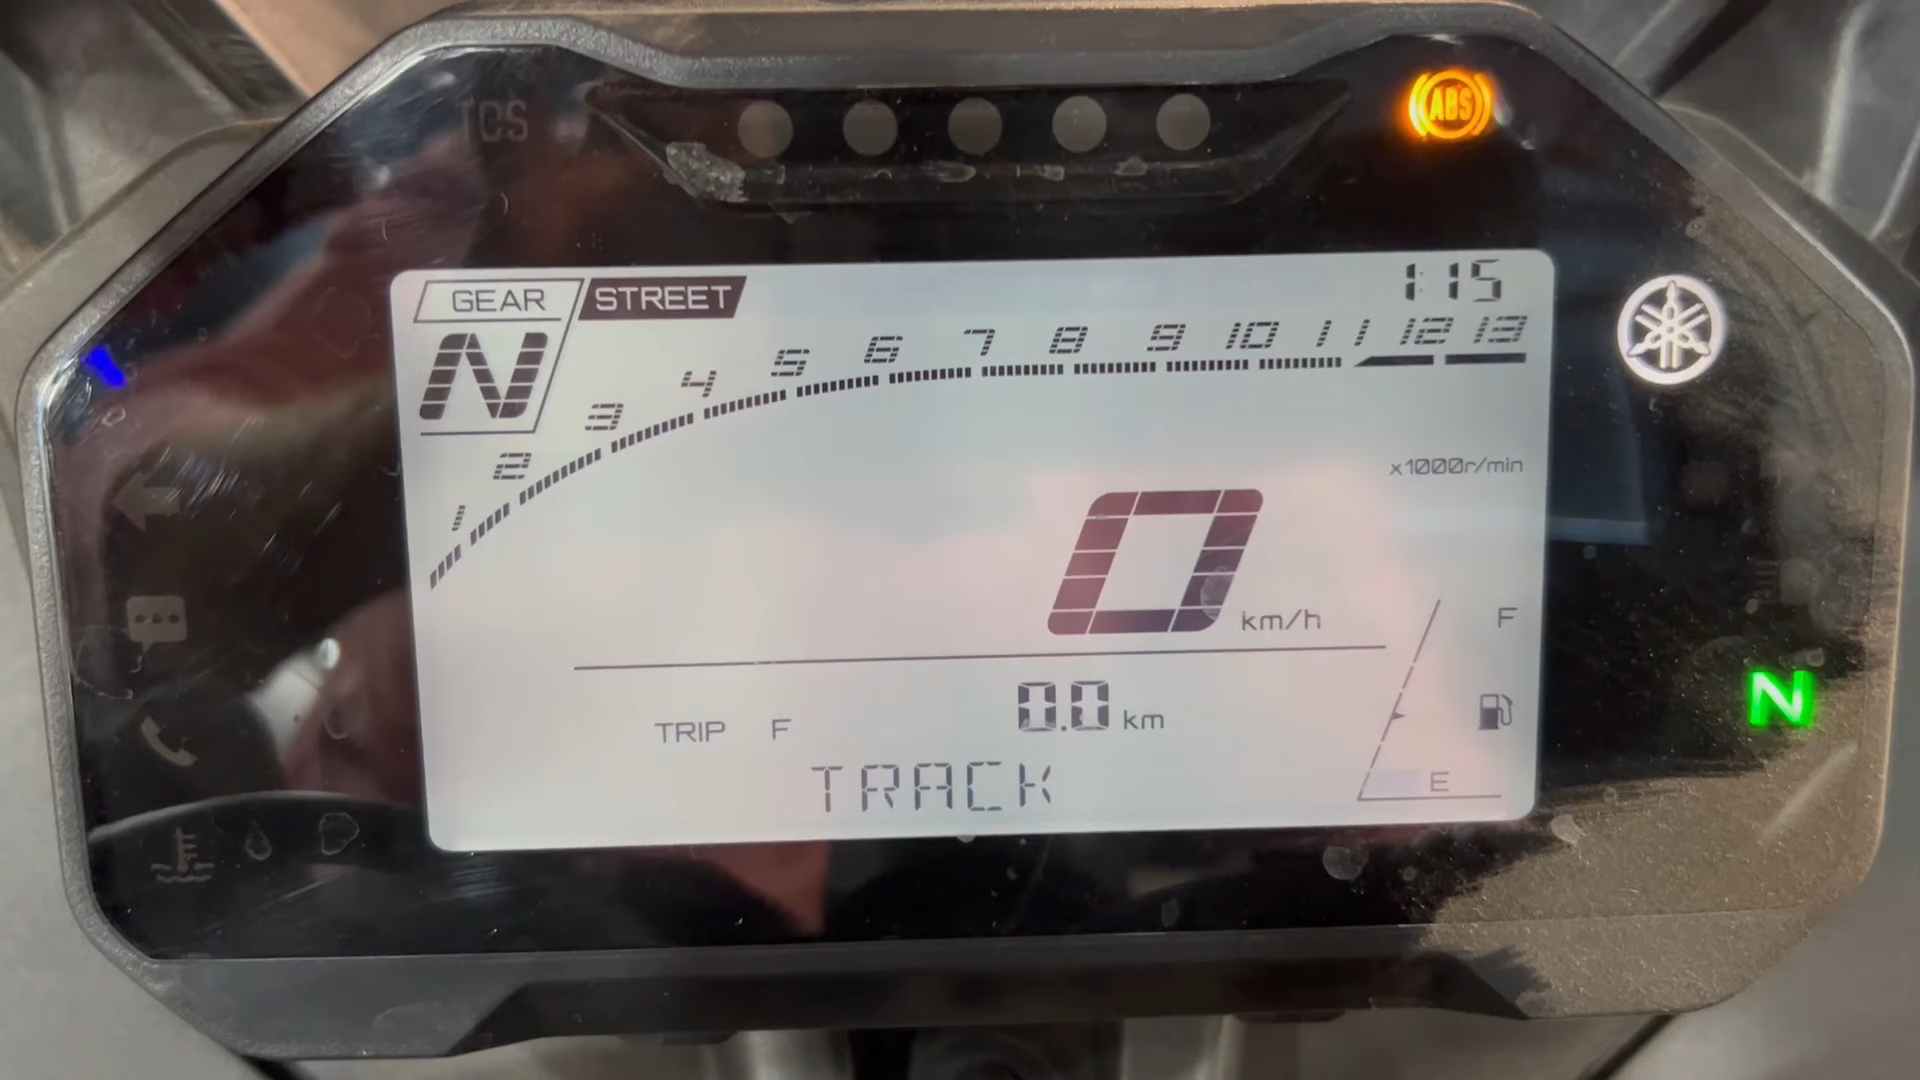 TCS
ABS
GEAR STREET
1:15
N
1 2 3 4 5 6 7 8 9 10 11 12 13
x1000r/min
0 km/h
F
TRIP F 0.0 km
N
TRACK
E